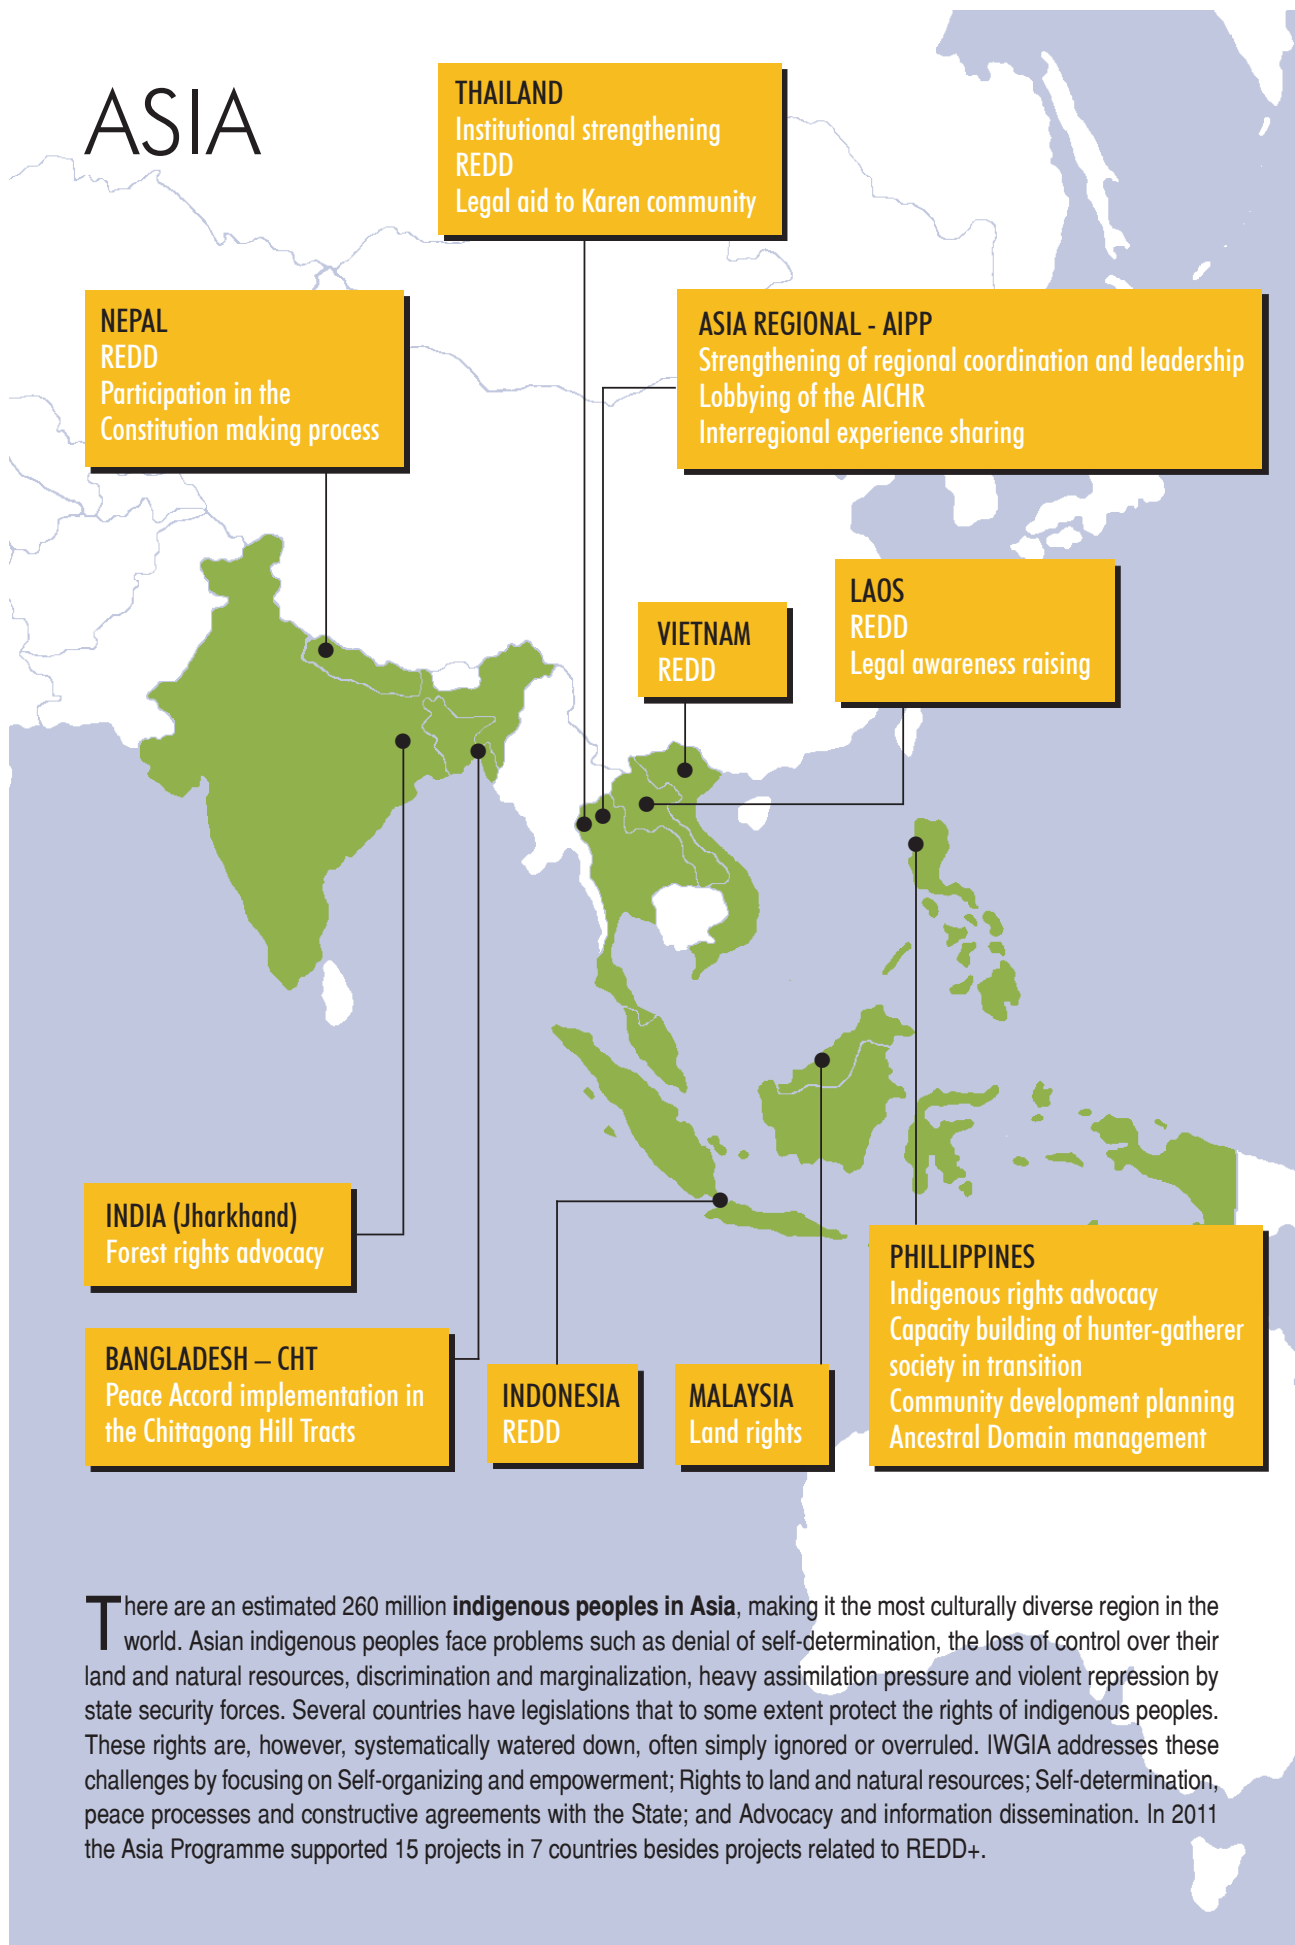 ASIA
THAILAND
Institutional strengthening
REDD
Legal aid to Karen community
NEPAL
REDD
Participation in the
Constitution making process
ASIA REGIONAL - AIPP
Strengthening of regional coordination and leadership
Lobbying of the AICHR
Interregional experience sharing
LAOS
REDD
Legal awareness raising
VIETNAM
REDD
INDIA (Jharkhand)
Forest rights advocacy
BANGLADESH – CHT
Peace Accord implementation in
the Chittagong Hill Tracts
INDONESIA
REDD
MALAYSIA
Land rights
PHILLIPPINES
Indigenous rights advocacy
Capacity building of hunter-gatherer
society in transition
Community development planning
Ancestral Domain management
There are an estimated 260 million indigenous peoples in Asia, making it the most culturally diverse region in the
world. Asian indigenous peoples face problems such as denial of self-determination, the loss of control over their
land and natural resources, discrimination and marginalization, heavy assimilation pressure and violent repression by
state security forces. Several countries have legislations that to some extent protect the rights of indigenous peoples.
These rights are, however, systematically watered down, often simply ignored or overruled. IWGIA addresses these
challenges by focusing on Self-organizing and empowerment; Rights to land and natural resources; Self-determination,
peace processes and constructive agreements with the State; and Advocacy and information dissemination. In 2011
the Asia Programme supported 15 projects in 7 countries besides projects related to REDD+.